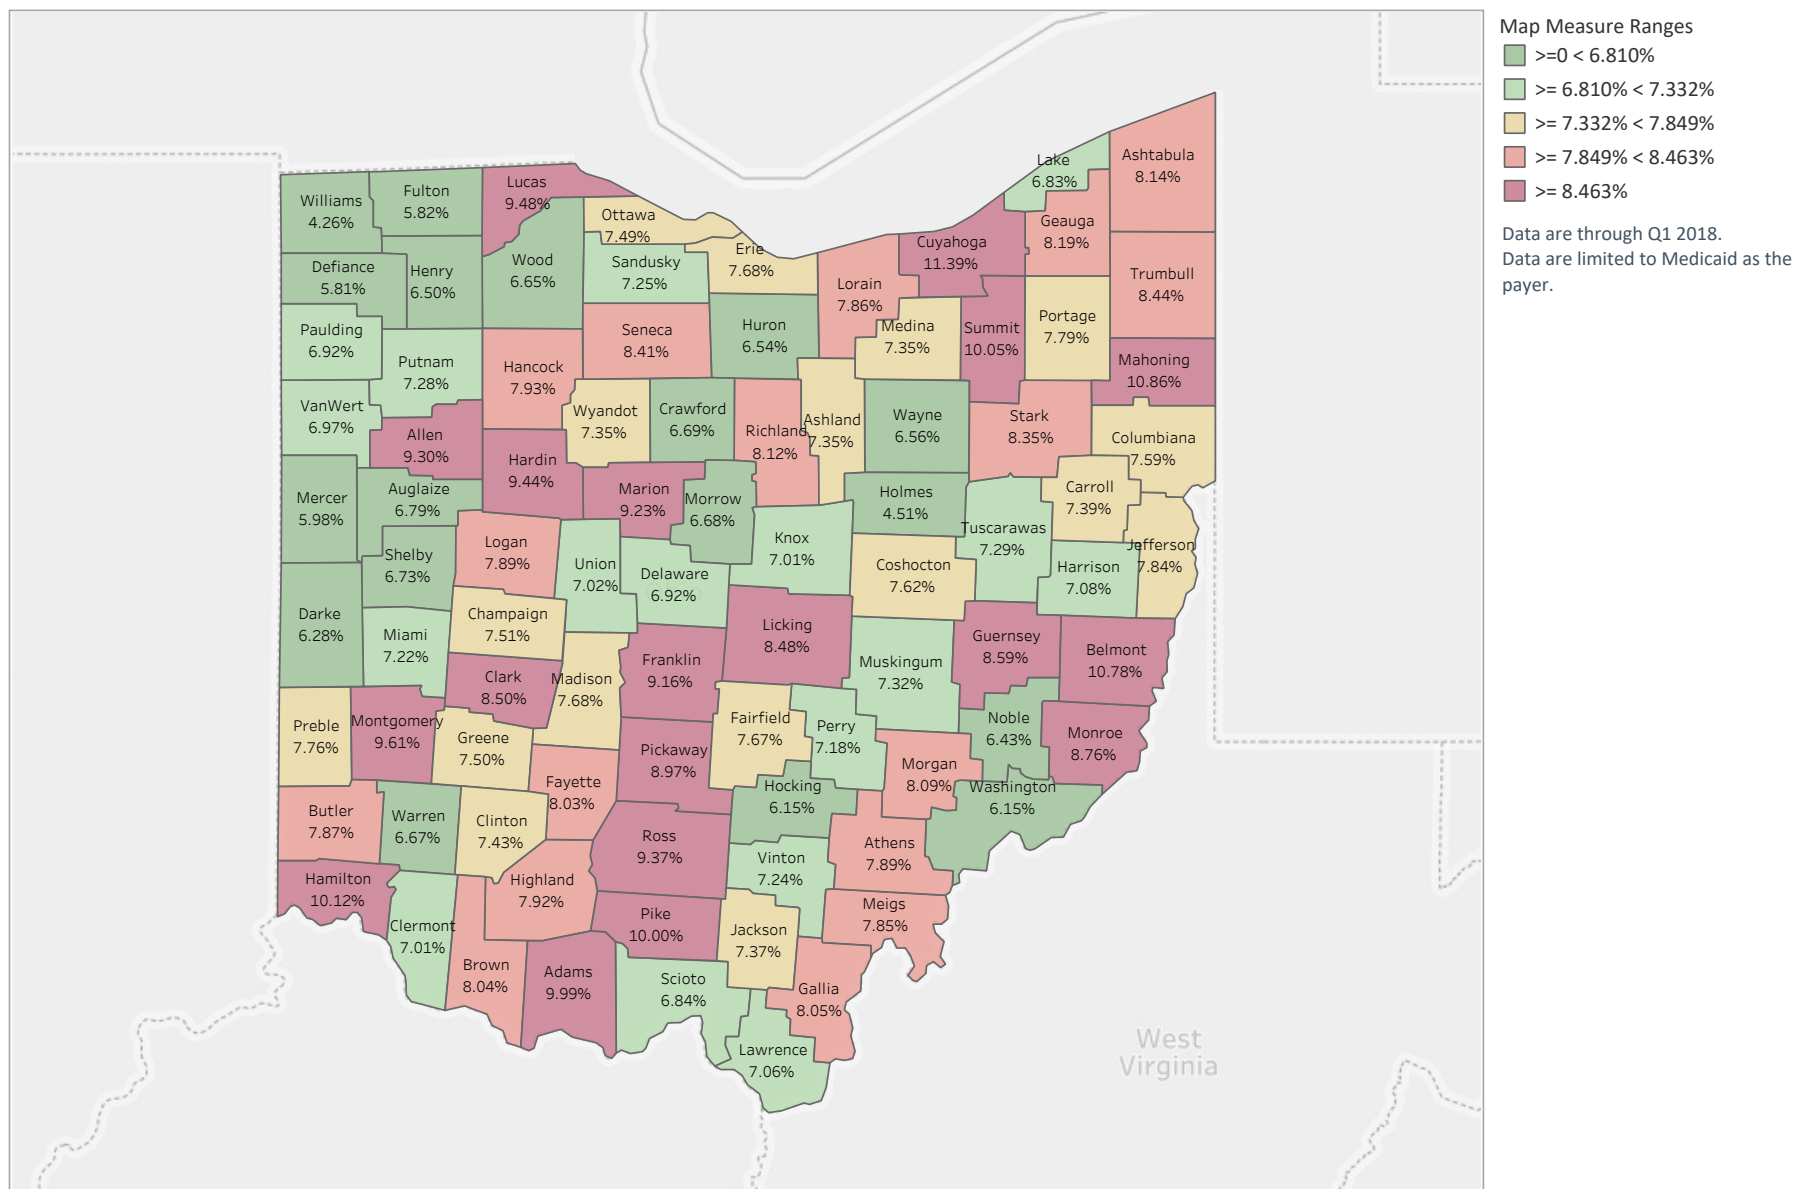 Map Measure Ranges
>=0 < 6.810%
>= 6.810% < 7.332%
>= 7.332% < 7.849%
>= 7.849% < 8.463%
>= 8.463%
Data are through Q1 2018.
Data are limited to Medicaid as the
payer.
Lake
6.83%
Ashtabula
8.14%
Williams
4.26%
Fulton
5.82%
Lucas
9.48%
Ottawa
7.49%
Geauga
8.19%
Cuyahoga
11.39%
Erie
7.68%
Wood
6.65%
Sandusky
7.25%
Defiance
5.81%
Henry
6.50%
Lorain
7.86%
Trumbull
8.44%
Paulding
6.92%
Seneca
8.41%
Huron
6.54%
Medina
7.35%
Summit
10.05%
Portage
7.79%
Putnam
7.28%
Hancock
7.93%
Mahoning
10.86%
VanWert
6.97%
Wyandot
7.35%
Crawford
6.69%
Richland
8.12%
Ashland
7.35%
Wayne
6.56%
Stark
8.35%
Columbiana
7.59%
Allen
9.30%
Hardin
9.44%
Mercer
5.98%
Auglaize
6.79%
Marion
9.23%
Morrow
6.68%
Holmes
4.51%
Carroll
7.39%
Tuscarawas
7.29%
Shelby
6.73%
Logan
7.89%
Union
7.02%
Knox
7.01%
Jefferson
7.84%
Delaware
6.92%
Coshocton
7.62%
Harrison
7.08%
Darke
6.28%
Miami
7.22%
Champaign
7.51%
Licking
8.48%
Guernsey
8.59%
Belmont
10.78%
Clark
8.50%
Madison
7.68%
Franklin
9.16%
Muskingum
7.32%
Preble
7.76%
Montgomery
9.61%
Greene
7.50%
Fairfield
7.67%
Perry
7.18%
Noble
6.43%
Monroe
8.76%
Pickaway
8.97%
Fayette
8.03%
Morgan
8.09%
Hocking
6.15%
Washington
6.15%
Butler
7.87%
Warren
6.67%
Clinton
7.43%
Ross
9.37%
Athens
7.89%
Vinton
7.24%
Hamilton
10.12%
Highland
7.92%
Clermont
7.01%
Pike
10.00%
Jackson
7.37%
Meigs
7.85%
Brown
8.04%
Adams
9.99%
Scioto
6.84%
Gallia
8.05%
Lawrence
7.06%
West
Virginia